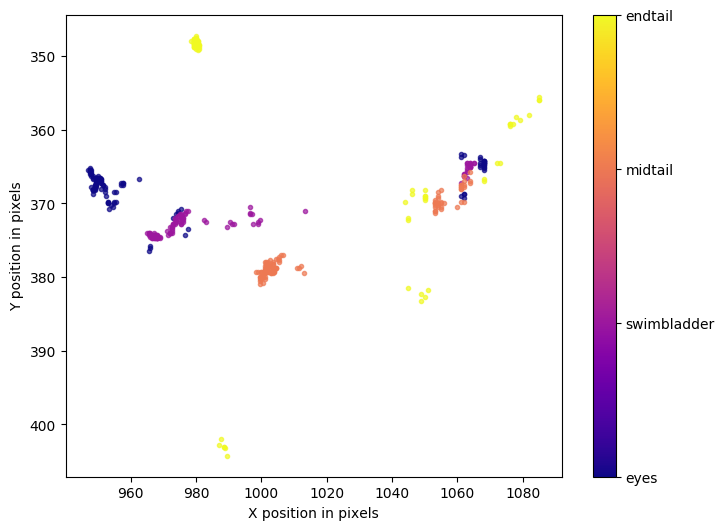 350
360
370
380
390
400
Y position in pixels
960
980
1000
1020
1040
1060
1080
X position in pixels
endtail
midtail
swimbladder
eyes